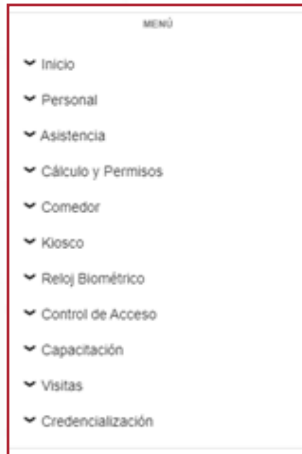 MENÚ
Inicio
Personal
Asistencia
Cálculo y Permisos
Comedor
Kiosco
Reloj Biométrico
Control de Acceso
Capacitación
Visitas
Credencialización